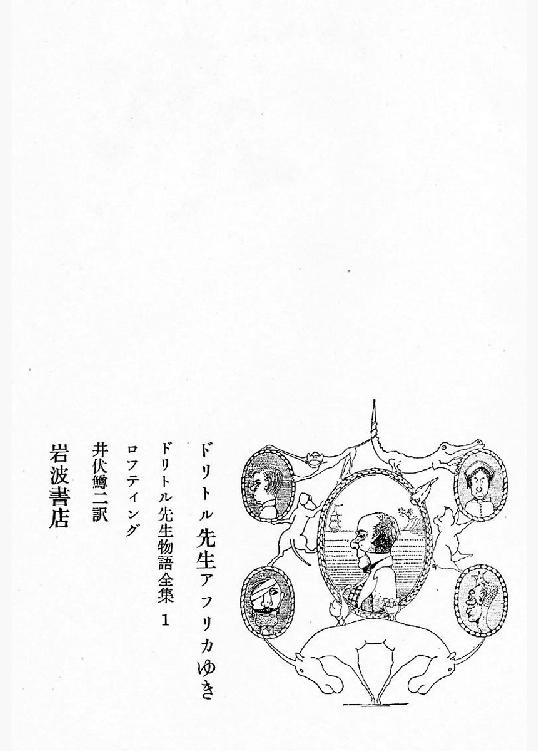 ドリトル先生アフリカゆき
ドリトル先生物語全集 1
ロフティング
井伏鱒二訳
岩波書店